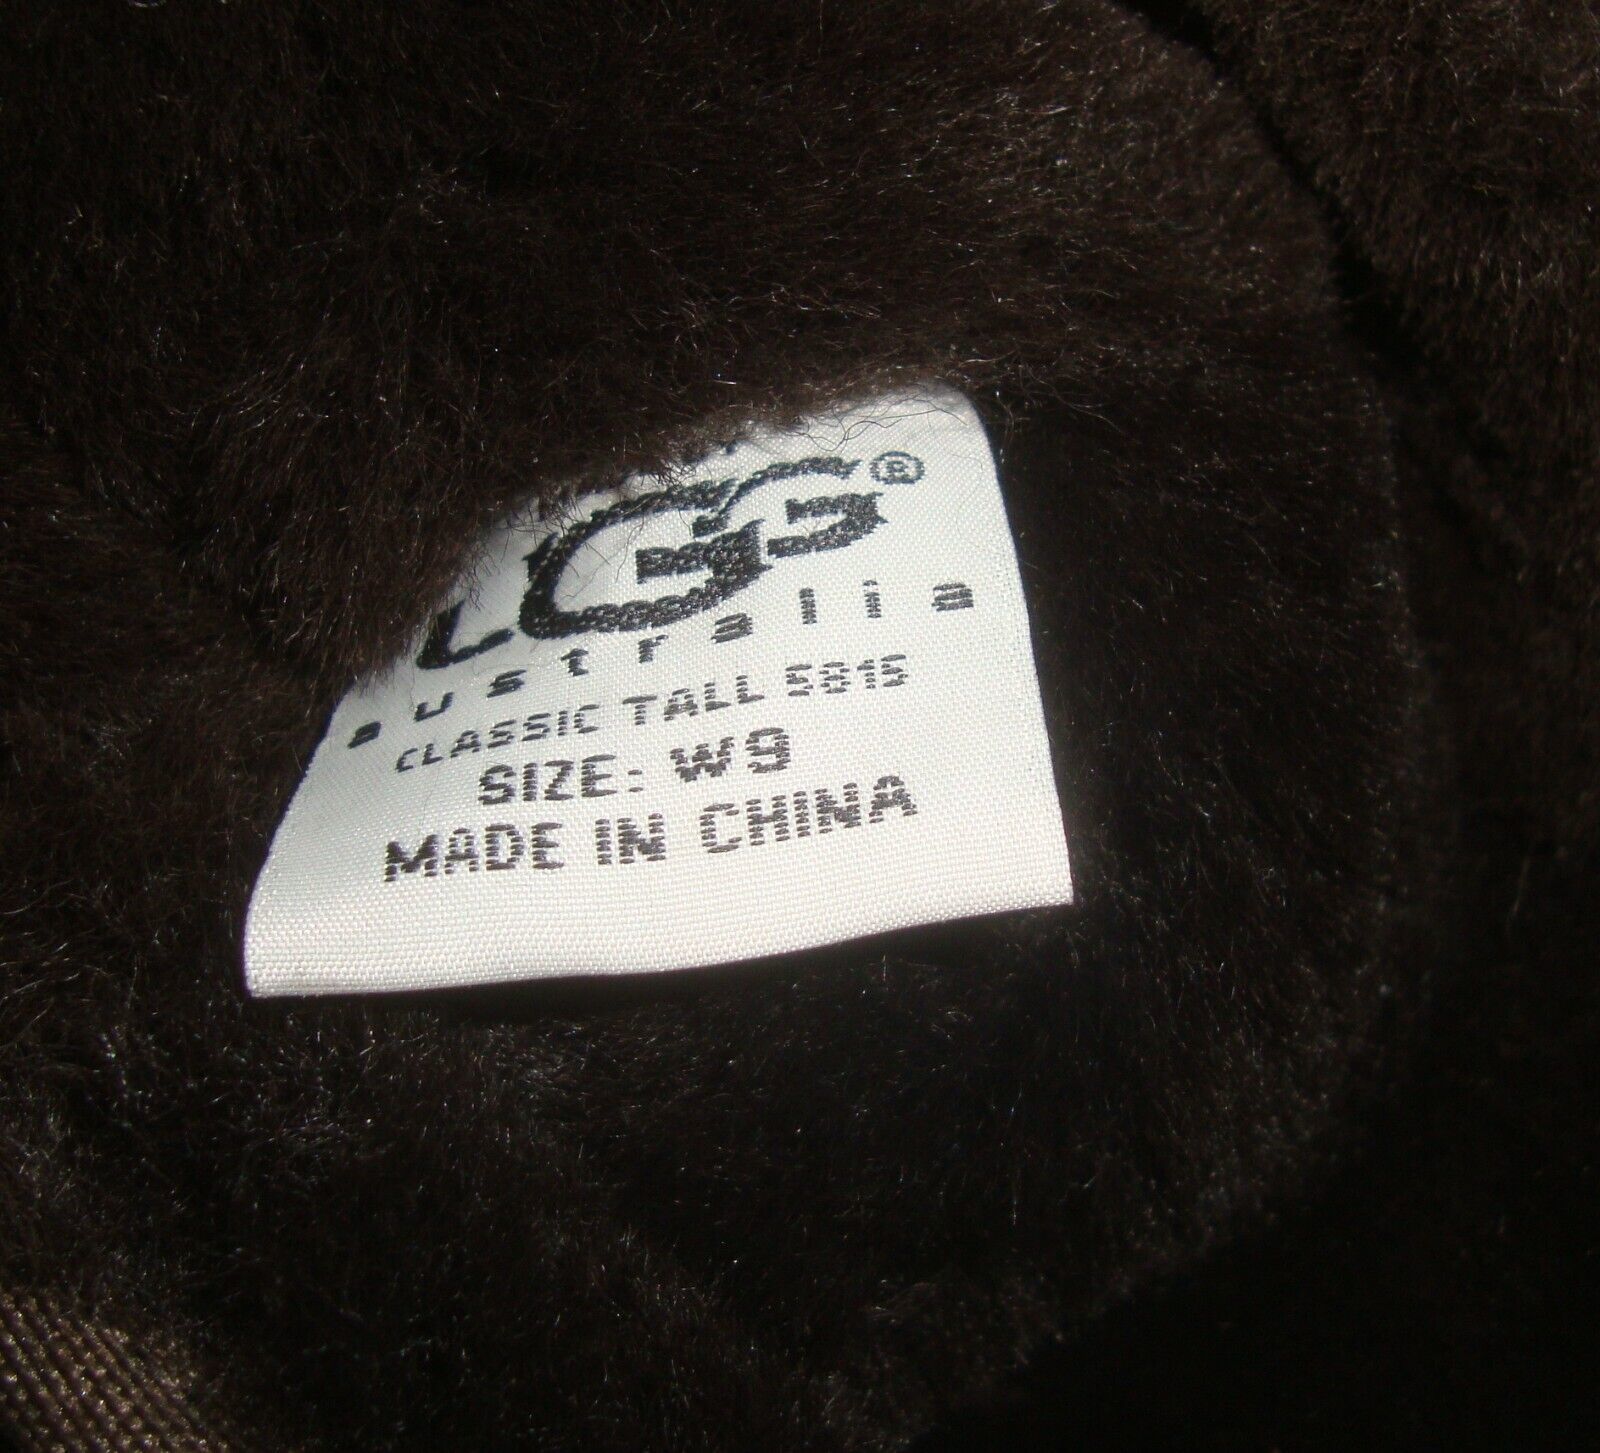 UGG®
australia
CLASSIC TALL 5815
SIZE: W9
MADE IN CHINA